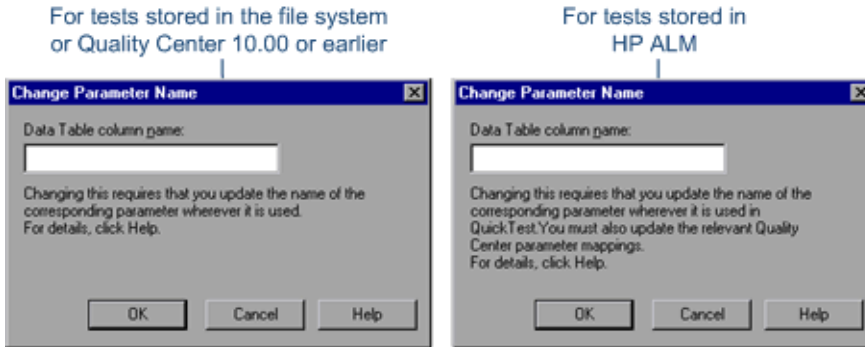 For tests stored in the file system
or Quality Center 10.00 or earlier
Change Parameter Name
Data Table column name:
Changing this requires that you update the name of the
corresponding parameter wherever it is used.
For details, click Help.
OK
Cancel
Help
For tests stored in
HP ALM
Change Parameter Name
Data Table column name:
Changing this requires that you update the name of the
corresponding parameter wherever it is used in
QuickTest.You must also update the relevant Quality
Center parameter mappings.
For details, click Help.
OK
Cancel
Help